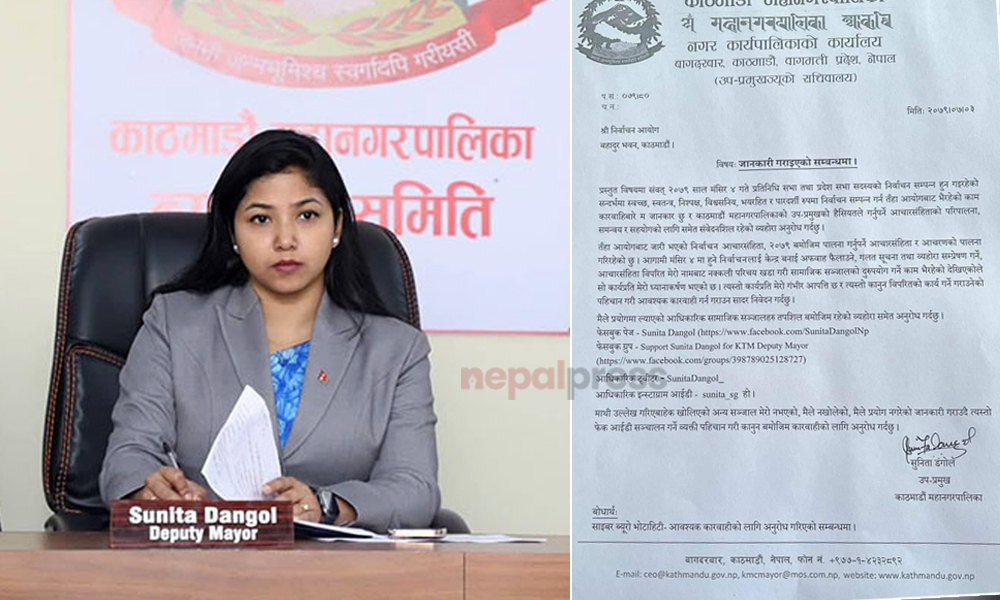 जननी जन्मभूमिश्च स्वर्गादपि गरीयसी
काठमाडौं महानगरपालिका
समिति
Sunita Dangol
Deputy Mayor
nepalpress
काठमाडौं महानगरपालिका
नगर कार्यपालिकाको कार्यालय
बागदरबार, काठमाडौं, वागमती प्रदेश, नेपाल
(उप-प्रमुखज्यूको सचिवालय)
प.स.: ०७९/८०
च.नं.:
मिति: २०७९/०७/०३
श्री निर्वाचन आयोग
बहादुर भवन, काठमाडौं।
विषय: जानकारी गराइएको सम्बन्धमा।
प्रस्तुत विषयमा संवत् २०७९ साल मंसिर ४ गते प्रतिनिधि सभा तथा प्रदेश सभा सदस्यको निर्वाचन सम्पन्न हुन गइरहेको
सन्दर्भमा स्वच्छ, स्वतन्त्र, निष्पक्ष, विश्वसनिय, भयरहित र पारदर्शी रुपमा निर्वाचन सम्पन्न गर्न तँहा आयोगबाट भैरहेको काम
कारवाहिबारे म जानकार छु र काठमाडौं महानगरपालिकाको उप-प्रमुखको हैसियतले गर्नुपर्ने आचारसंहिताको परिपालना,
समन्वय र सहयोगको लागि समेत संवेदनशिल रहेको व्यहोरा अनुरोध गर्दछु।
तँहा आयोगबाट जारी भएको निर्वाचन आचारसंहिता, २०७९ बमोजिम पालना गर्नुपर्ने आचारसंहिता र आचरणको पालना
गरिरहेको छु। आगामी मंसिर ४ मा हुने निर्वाचनलाई केन्द्र बनाई अफवाह फैलाउने, गलत सूचना तथा व्यहोरा सम्प्रेषण गर्ने,
आचारसंहिता विपरित मेरो नामबाट नक्कली परिचय खडा गरी सामाजिक सञ्जालको दुरुपयोग गर्ने काम भैरहेको देखिएकोले
सो कार्यप्रति मेरो ध्यानाकर्षण भएको छ। त्यस्तो कार्यप्रति मेरो गंभीर आपत्ति छ र त्यस्तो कानुन विपरितको कार्य गर्ने गराउनेको
पहिचान गरी आवश्यक कारवाही गर्न गराउन सादर निवेदन गर्दछु।
मैले प्रयोगमा ल्याएको आधिकारिक सामाजिक सञ्जालहरु तपशिल बमोजिम रहेको व्यहोरा समेत अनुरोध गर्दछु।
फेसबुक पेज - Sunita Dangol (https://www.facebook.com/SunitaDangolNp
फेसबुक ग्रुप - Support Sunita Dangol for KTM Deputy Mayor
(https://www.facebook.com/groups/398789025128727)
आधिकारिक ट्वीटर - SunitaDangol_
आधिकारिक इन्स्टाग्राम आईडी - sunita_sg हो।
माथी उल्लेख गरिएबाहेक खोलिएको अन्य सञ्जाल मेरो नभएको, मैले नखोलेको, मैले प्रयोग नगरेको जानकारी गराउदै त्यस्तो
फेक आईडी सञ्चालन गर्ने व्यक्ती पहिचान गरी कानुन बमोजिम कारवाहीको लागि अनुरोध गर्दछु।
सुनिता डंगोल
उप-प्रमुख
काठमाडौं महानगरपालिका
बोधार्थ:
साइबर ब्यूरो भोटाहिटी- आवश्यक कारवाहीको लागि अनुरोध गरिएको सम्बन्धमा।
बागदरबार, काठमाडौं, नेपाल, फोन नं. +९७७-१-४२३१८९२
E-mail: ceo@kathmandu.gov.np, kmcmayor@mos.com.np, website: www.kathmandu.gov.np